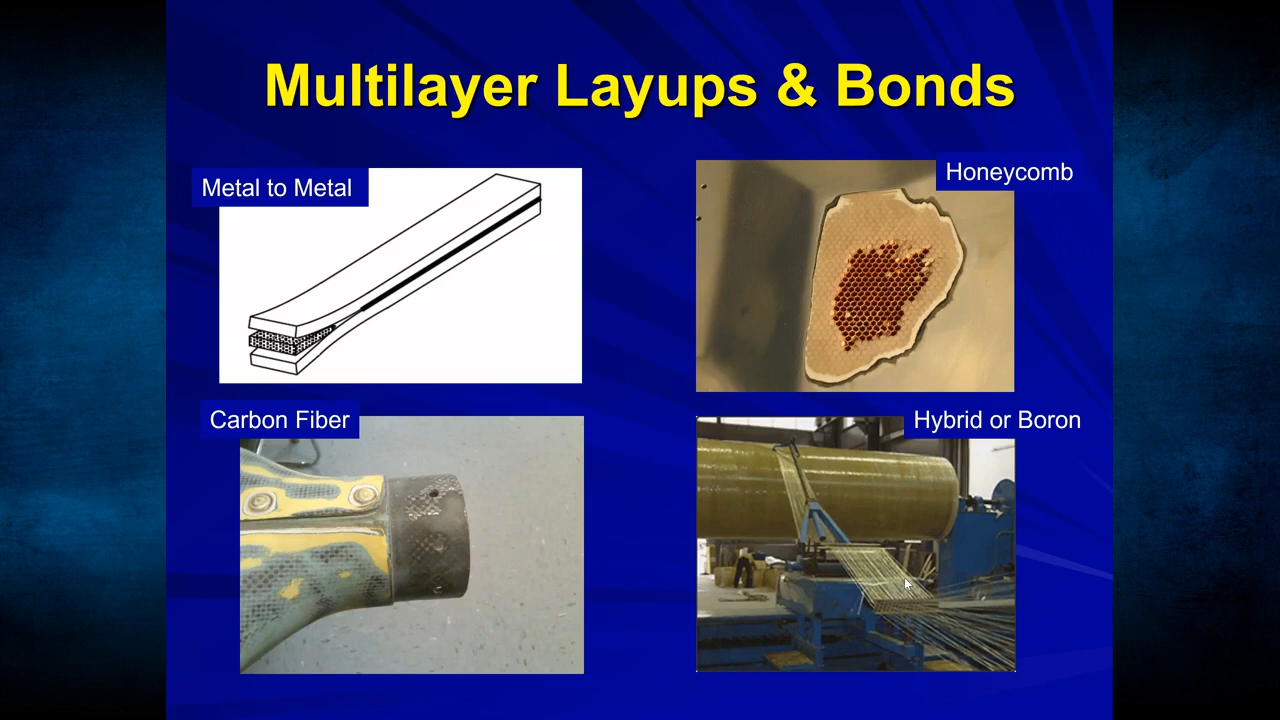 Multilayer Layups & Bonds
Metal to Metal
Honeycomb
Carbon Fiber
Hybrid or Boron